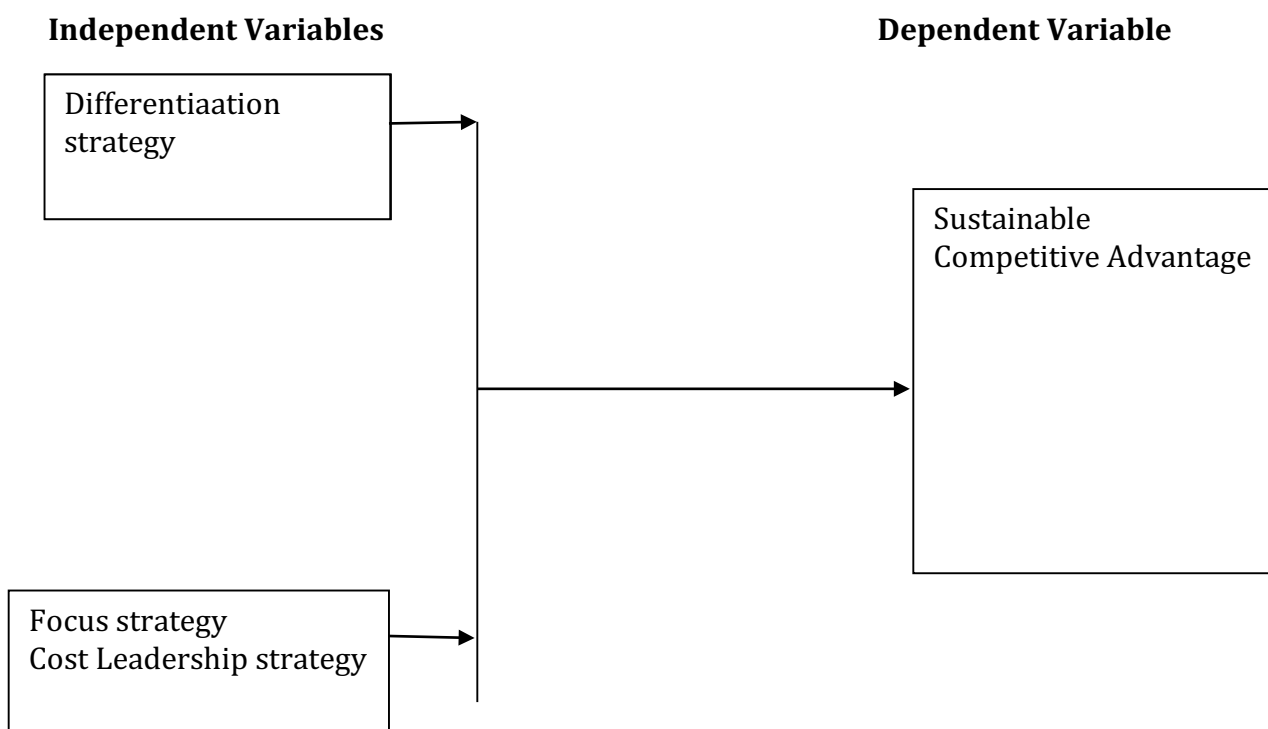 Independent Variables
Dependent Variable
Differentiaation
strategy
Sustainable
Competitive Advantage
Focus strategy
Cost Leadership strategy